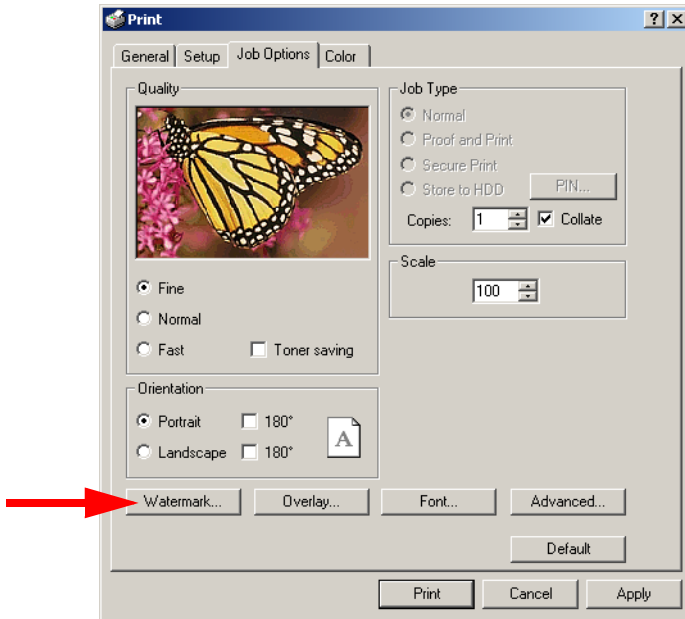 Print
General Setup Job Options Color
Quality
Fine
Normal
Fast Toner saving
Orientation
Portrait 180°
Landscape 180°
A
Job Type
Normal
Proof and Print
Secure Print
Store to HDD PIN...
Copies: 1 Collate
Scale
100
Watermark... Overlay... Font... Advanced...
Default
Print Cancel Apply